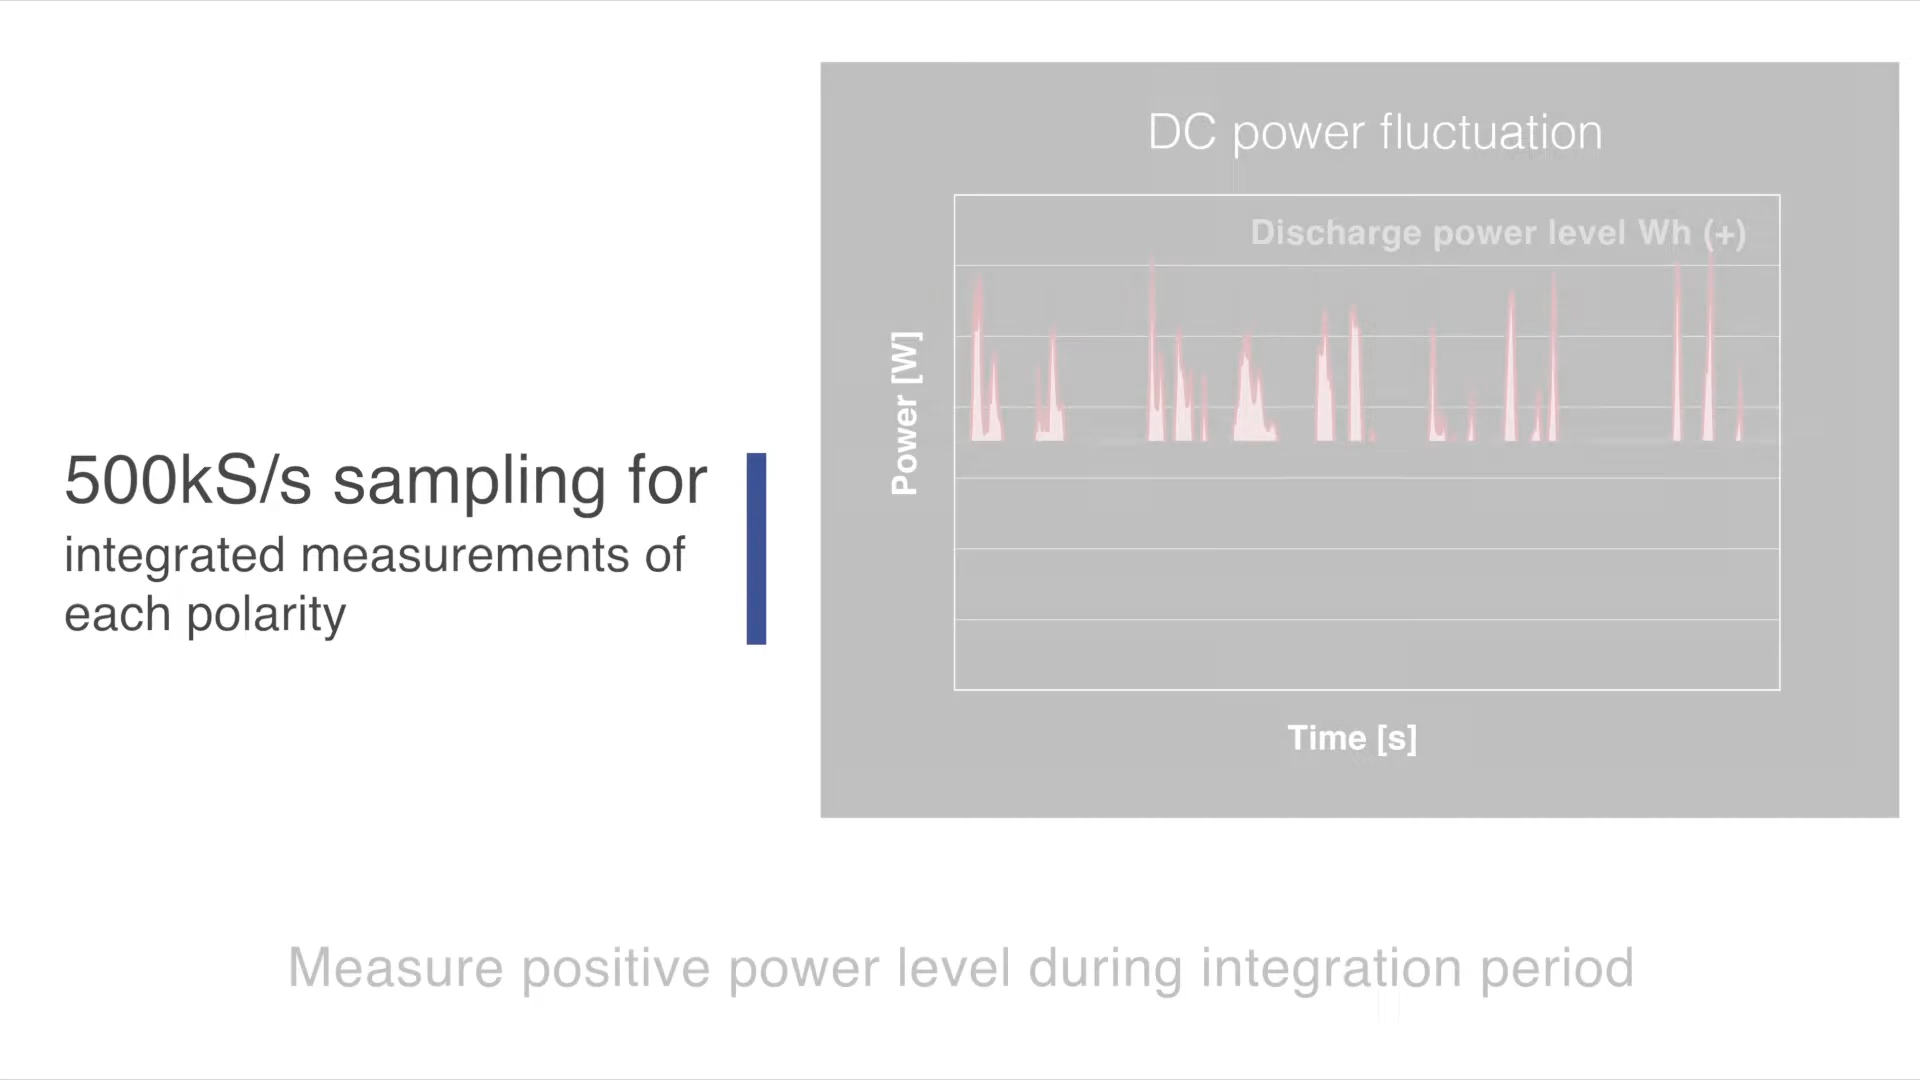 500kS/s sampling for
integrated measurements of
each polarity
DC power fluctuation
Discharge power level Wh (+)
Power [W]
Time [s]
Measure positive power level during integration period